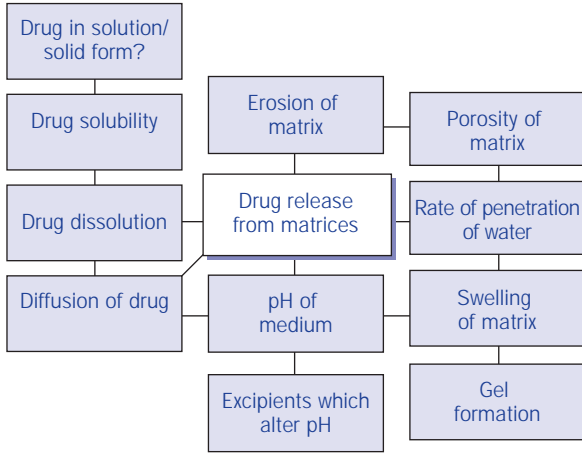 Drug in solution/
solid form?
Drug solubility
Drug dissolution
Diffusion of drug
Erosion of
matrix
Drug release
from matrices
pH of
medium
Excipients which
alter pH
Porosity of
matrix
Rate of penetration
of water
Swelling
of matrix
Gel
formation